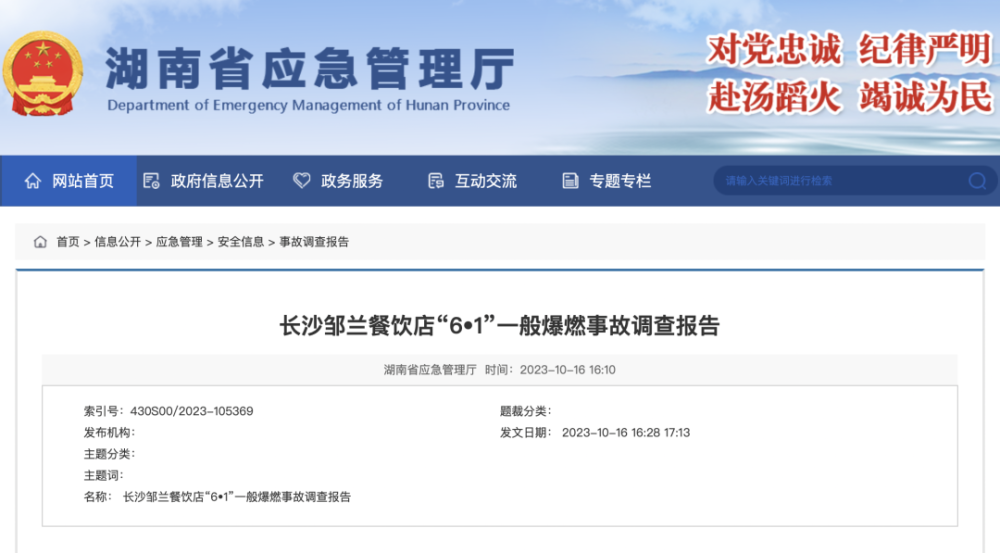 湖南省应急管理厅
Department of Emergency Management of Hunan Province
对党忠诚 纪律严明
赴汤蹈火 竭诚为民
网站首页 政府信息公开 政务服务 互动交流 专题专栏 请输入关键词进行检索
首页 > 信息公开 > 应急管理 > 安全信息 > 事故调查报告
长沙邹兰餐饮店“6•1”一般爆燃事故调查报告
湖南省应急管理厅 时间：2023-10-16 16:10
索引号：430S00/2023-105369 题裁分类：
发布机构： 发文日期： 2023-10-16 16:28 17:13
主题分类：
主题词：
名称： 长沙邹兰餐饮店“6•1”一般爆燃事故调查报告